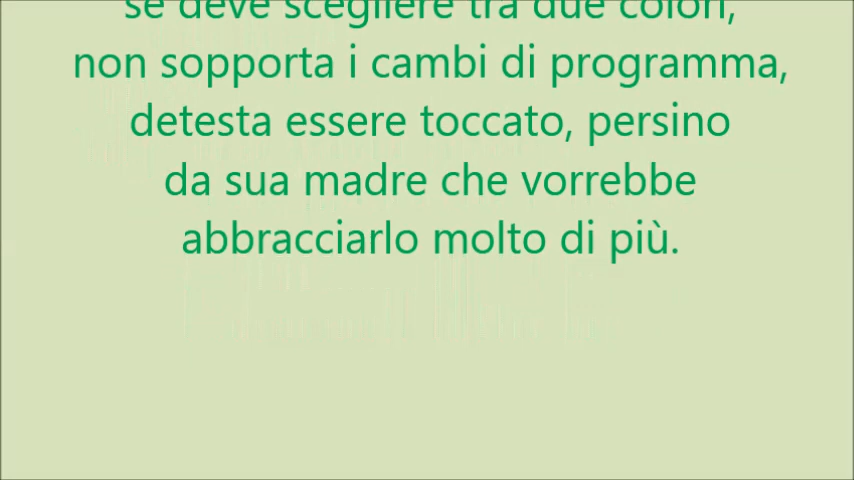 se deve scegliere tra due colori,
non sopporta i cambi di programma,
detesta essere toccato, persino
da sua madre che vorrebbe
abbracciarlo molto di più.